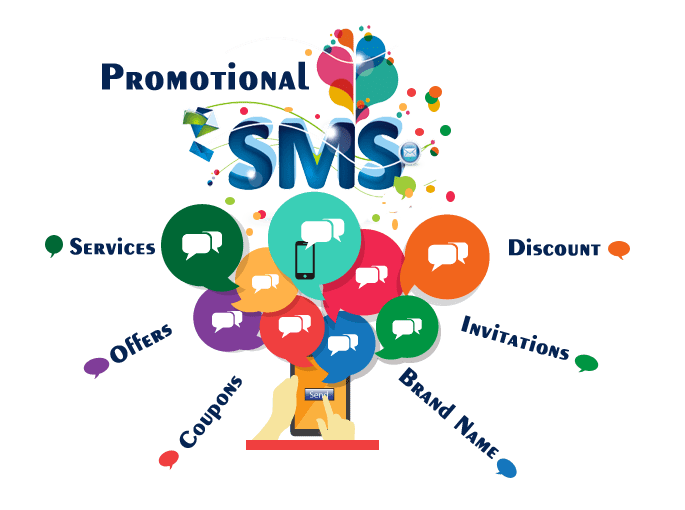 Promotional
SMS
Services
Discount
Offers
Invitations
Coupons
Brand Name
Send